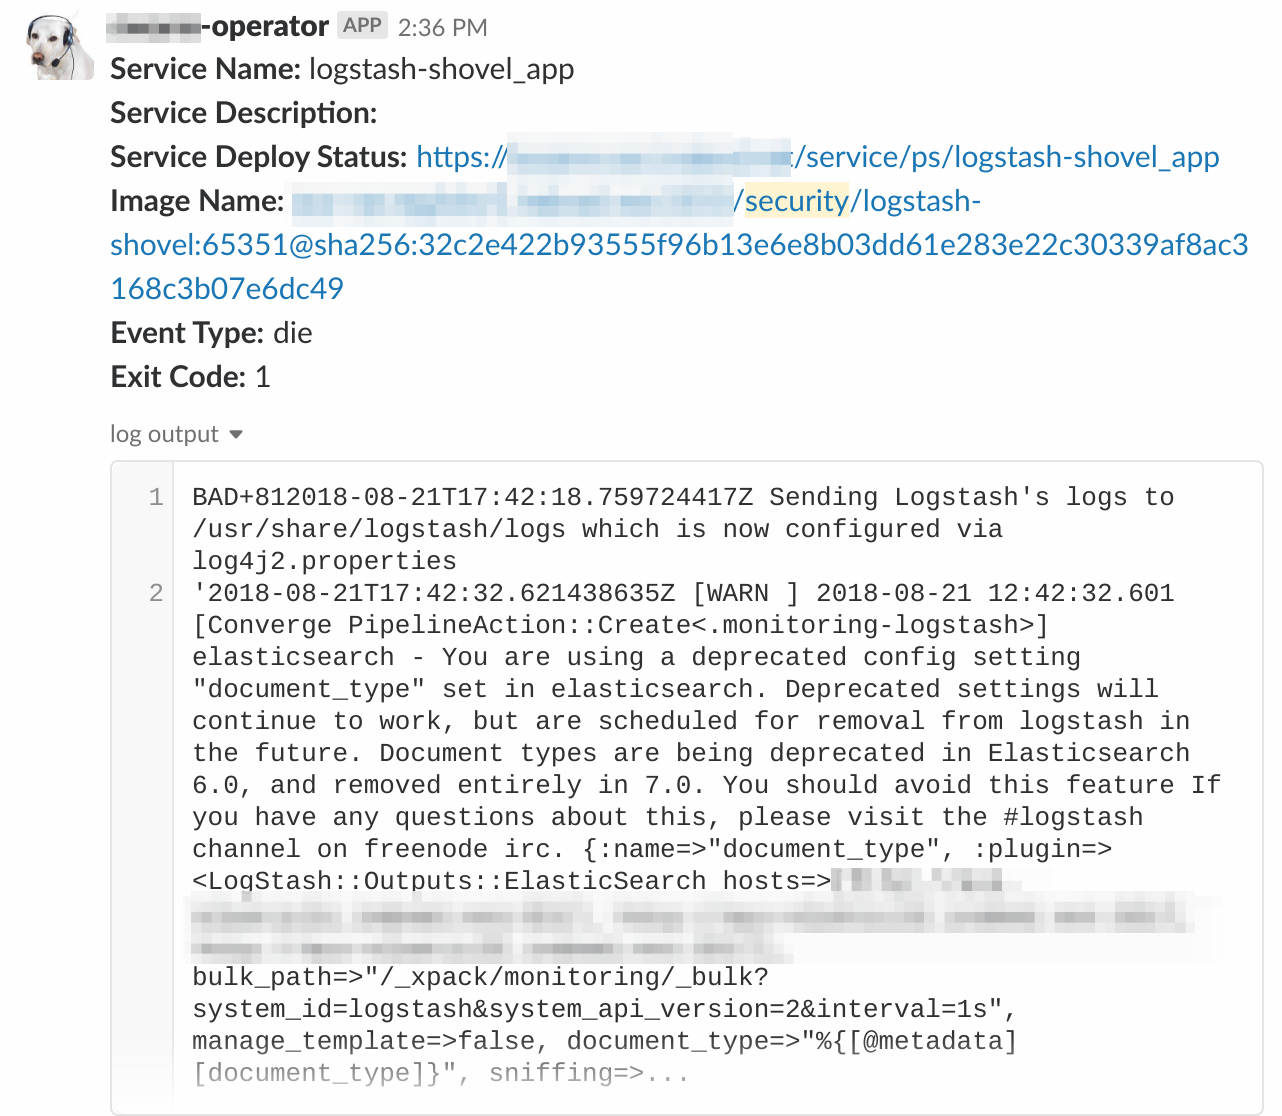 -operator APP 2:36 PM
Service Name: logstash-shovel_app
Service Description:
Service Deploy Status: https:// /service/ps/logstash-shovel_app
Image Name: /security/logstash-
shovel:65351@sha256:32c2e422b93555f96b13e6e8b03dd61e283e22c30339af8ac3
168c3b07e6dc49
Event Type: die
Exit Code: 1
log output
1 BAD+812018-08-21T17:42:18.759724417Z Sending Logstash's logs to
/usr/share/logstash/logs which is now configured via
log4j2.properties
2 '2018-08-21T17:42:32.621438635Z [WARN ] 2018-08-21 12:42:32.601
[Converge PipelineAction::Create<.monitoring-logstash>]
elasticsearch - You are using a deprecated config setting
"document_type" set in elasticsearch. Deprecated settings will
continue to work, but are scheduled for removal from logstash in
the future. Document types are being deprecated in Elasticsearch
6.0, and removed entirely in 7.0. You should avoid this feature If
you have any questions about this, please visit the #logstash
channel on freenode irc. {:name=>"document_type", :plugin=>
<LogStash::Outputs::ElasticSearch hosts=>
bulk_path=>"/_xpack/monitoring/_bulk?
system_id=logstash&system_api_version=2&interval=1s",
manage_template=>false, document_type=>"%{[@metadata]
[document_type]}", sniffing=>...